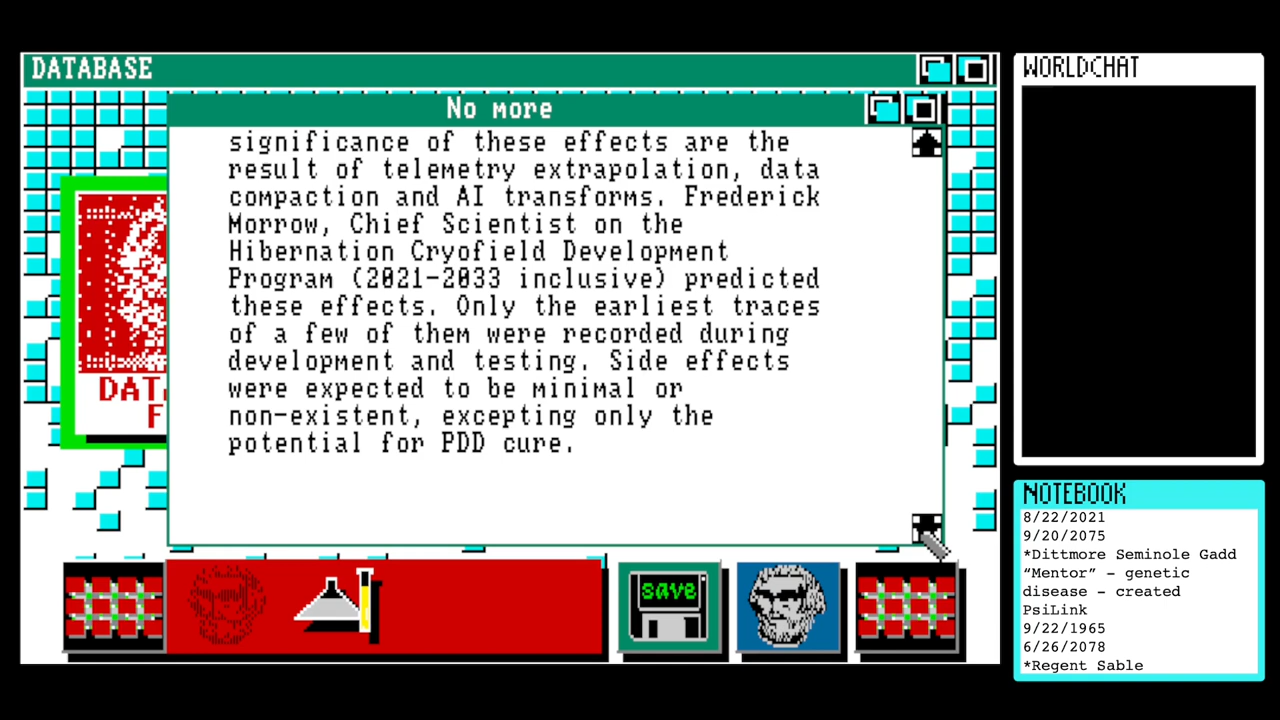 DATABASE
No more
significance of these effects are the
result of telemetry extrapolation, data
compaction and AI transforms. Frederick
Morrow, Chief Scientist on the
Hibernation Cryofield Development
Program (2021-2033 inclusive) predicted
these effects. Only the earliest traces
of a few of them were recorded during
development and testing. Side effects
were expected to be minimal or
non-existent, excepting only the
potential for PDD cure.
save
WORLDCHAT
NOTEBOOK
8/22/2021
9/20/2075
*Dittmore Seminole Gadd
“Mentor” - genetic
disease - created
PsiLink
9/22/1965
6/26/2078
*Regent Sable